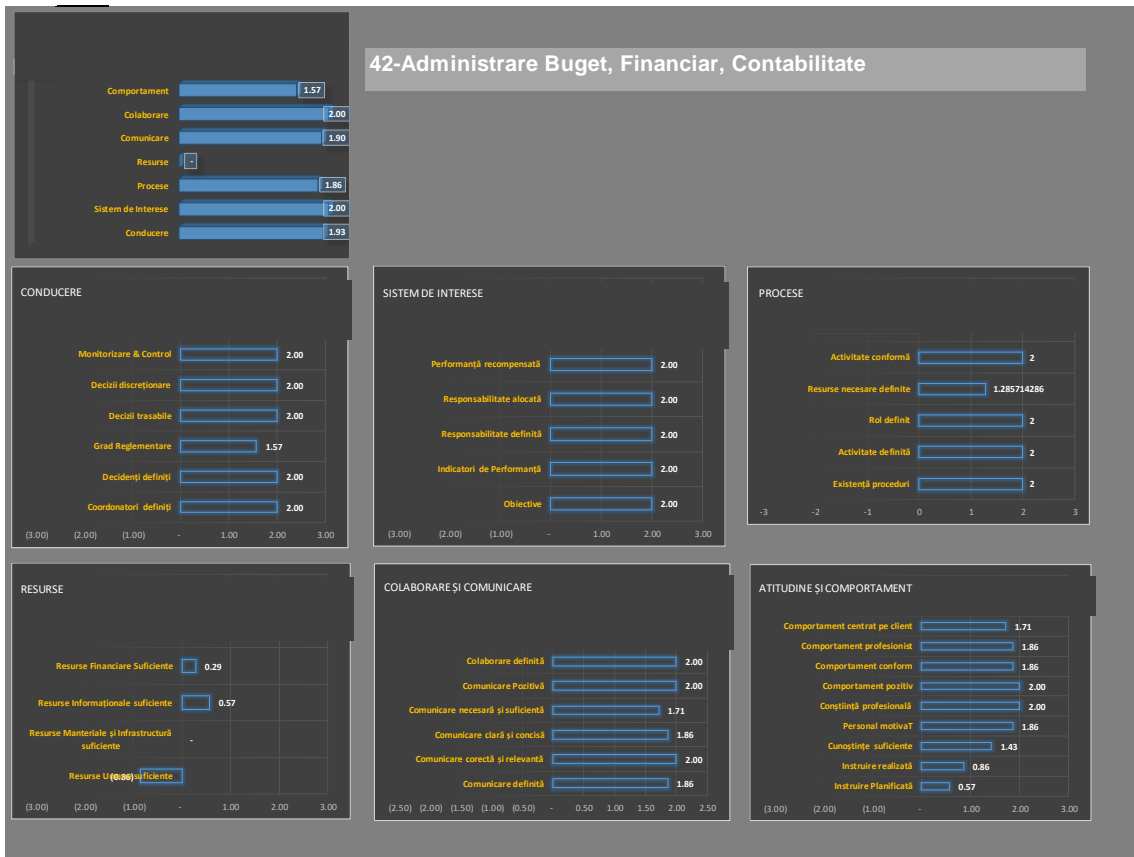 42-Administrare Buget, Financiar, Contabilitate
Comportament 1.57
Colaborare 2.00
Comunicare 1.90
Resurse -
Procese 1.86
Sistem de Interese 2.00
Conducere 1.93
CONDUCERE
Monitorizare & Control 2.00
Decizii discreționare 2.00
Decizii trasabile 2.00
Grad Reglementare 1.57
Decidenți definiți 2.00
Coordonatori definiți 2.00
(3.00) (2.00) (1.00) - 1.00 2.00 3.00
SISTEM DE INTERESE
Performanță recompensată 2.00
Responsabilitate alocată 2.00
Responsabilitate definită 2.00
Indicatori de Performanță 2.00
Obiective 2.00
(3.00) (2.00) (1.00) - 1.00 2.00 3.00
PROCESE
Activitate conformă 2
Resurse necesare definite 1.285714286
Rol definit 2
Activitate definită 2
Existență proceduri 2
-3 -2 -1 0 1 2 3
RESURSE
Resurse Financiare Suficiente 0.29
Resurse Informaționale suficiente 0.57
Resurse Manteriale și Infrastructură
suficiente -
Resurse (0.86) suficiente
(3.00) (2.00) (1.00) - 1.00 2.00 3.00
COLABORARE ȘI COMUNICARE
Colaborare definită 2.00
Comunicare Pozitivă 2.00
Comunicare necesară și suficientă 1.71
Comunicare clară și concisă 1.86
Comunicare corectă și relevantă 2.00
Comunicare definită 1.86
(2.50) (2.00) (1.50) (1.00) (0.50) - 0.50 1.00 1.50 2.00 2.50
ATITUDINE ȘI COMPORTAMENT
Comportament centrat pe client 1.71
Comportament profesionist 1.86
Comportament conform 1.86
Comportament pozitiv 2.00
Conștiință profesională 2.00
Personal motivaT 1.86
Cunoștințe suficiente 1.43
Instruire realizată 0.86
Instruire Planificată 0.57
(3.00) (2.00) (1.00) - 1.00 2.00 3.00